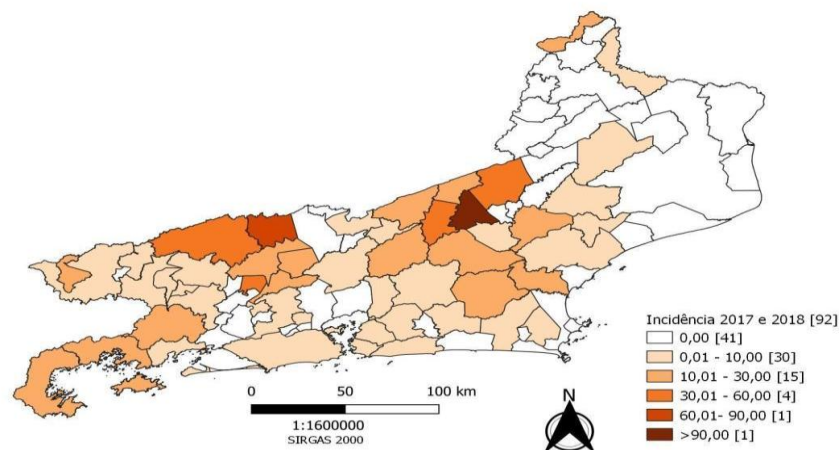 Incidência 2017 e 2018 [92]
0,00 [41]
0,01 - 10,00 [30]
10,01 - 30,00 [15]
30,01 - 60,00 [4]
60,01- 90,00 [1]
>90,00 [1]
0 50 100 km
1:1600000
SIRGAS 2000
N